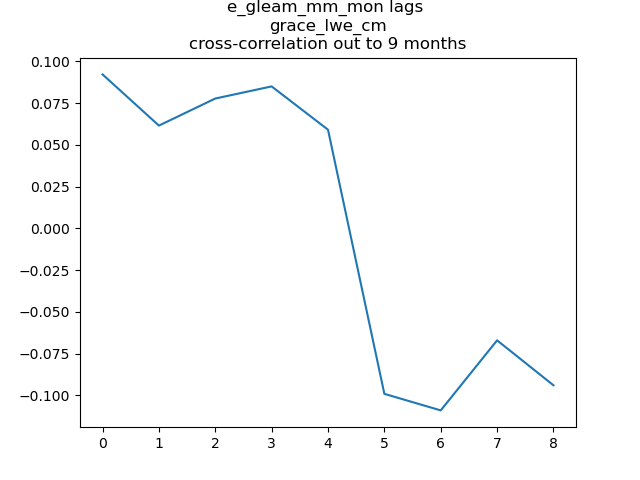 e_gleam_mm_mon lags
grace_lwe_cm
cross-correlation out to 9 months
0.100
0.075
0.050
0.025
0.000
−0.025
−0.050
−0.075
−0.100
0 1 2 3 4 5 6 7 8